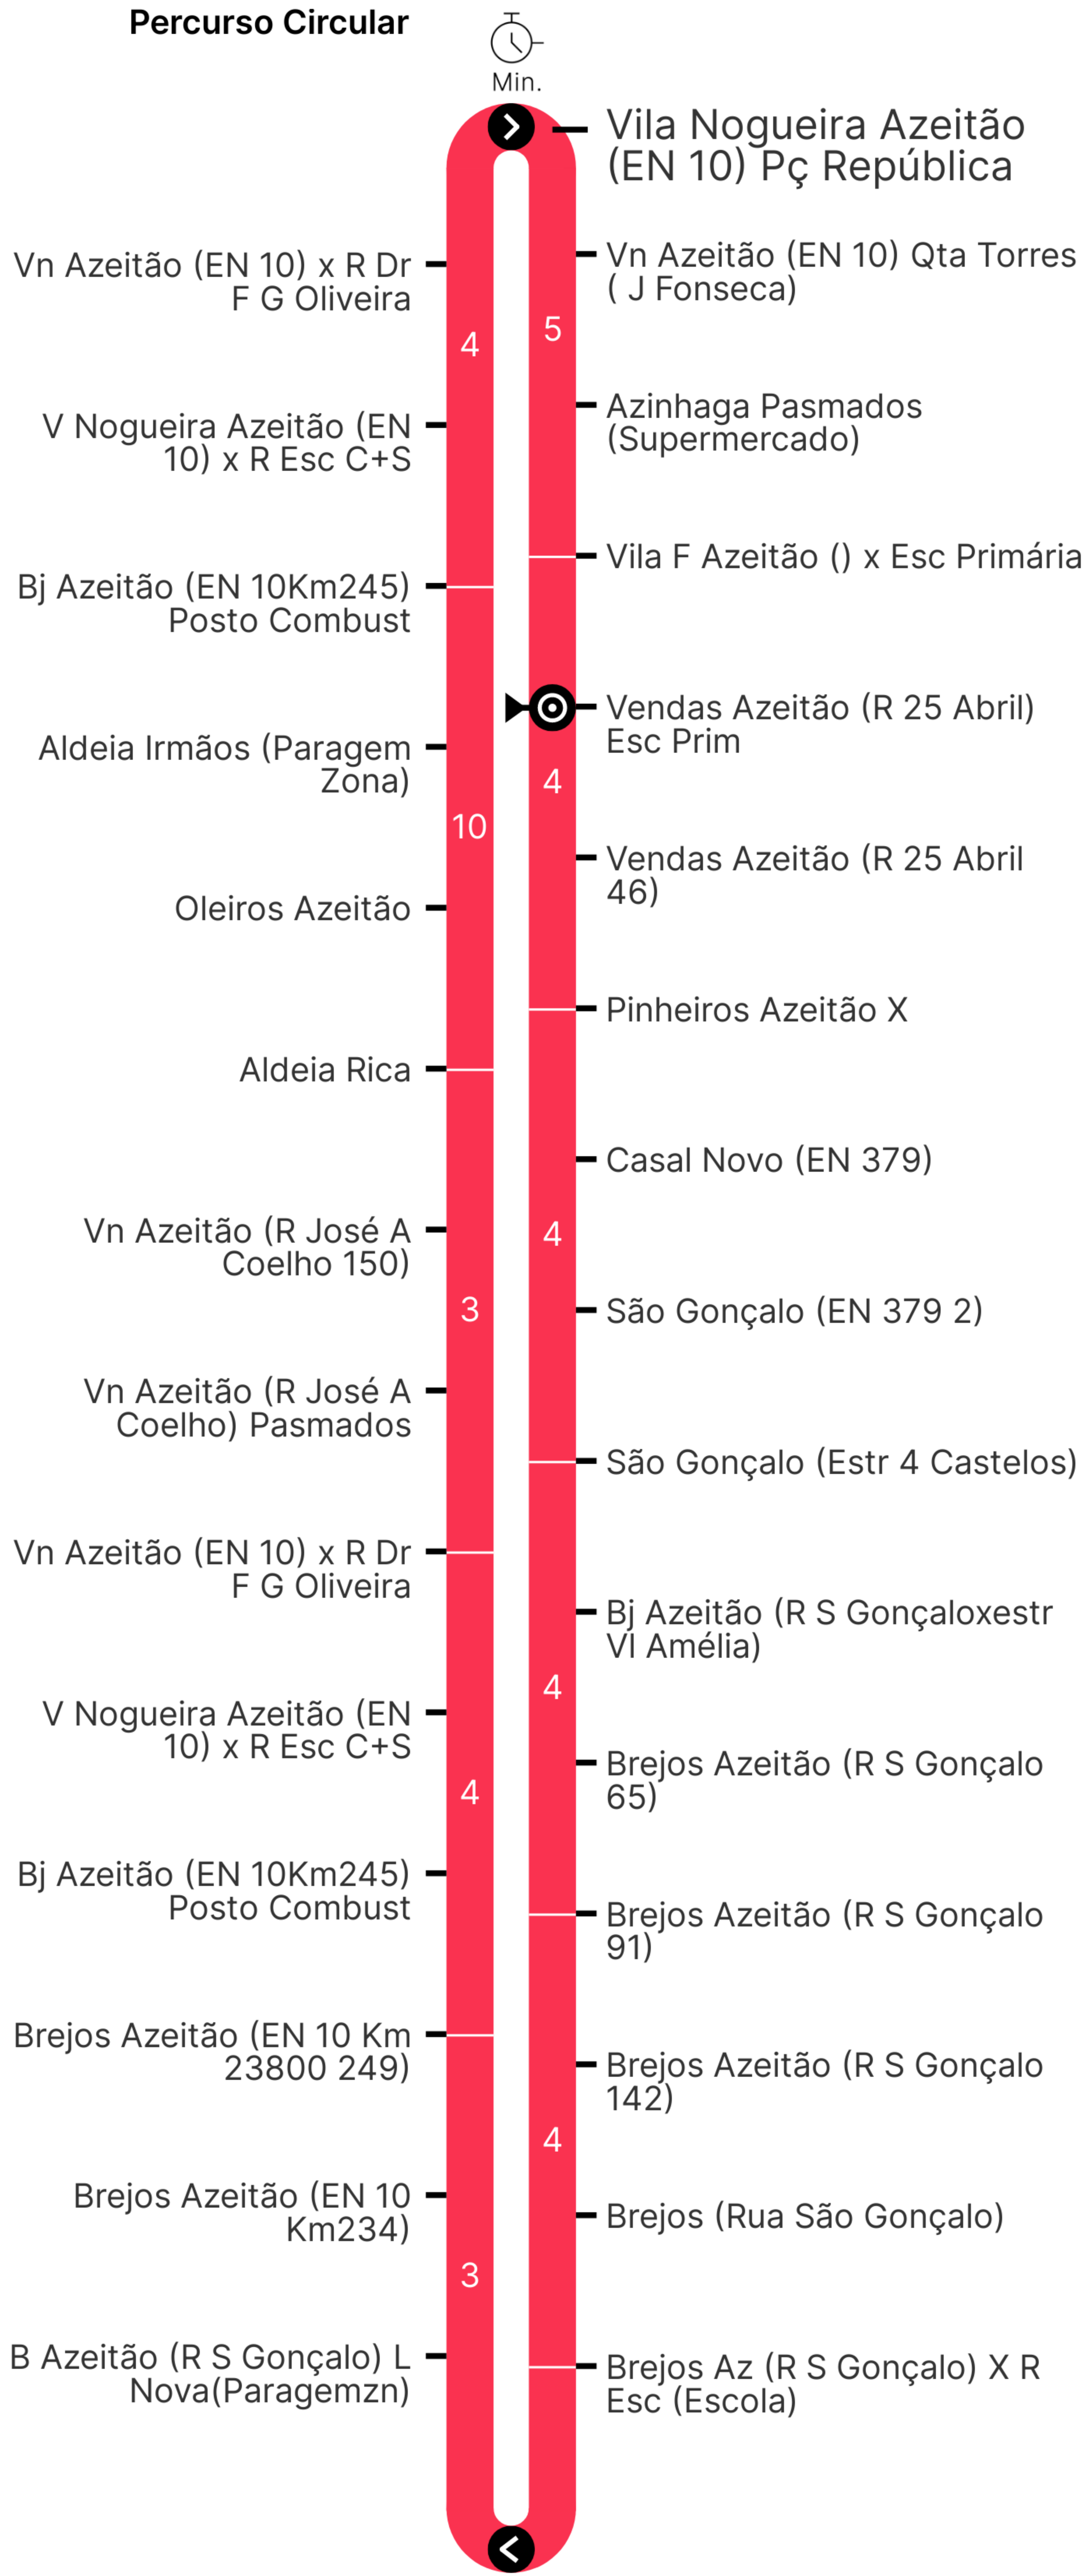 Percurso Circular
Min.
Vila Nogueira Azeitão
(EN 10) Pç República
Vn Azeitão (EN 10) Qta Torres
( J Fonseca)
5
Azinhaga Pasmados
(Supermercado)
Vila F Azeitão () x Esc Primária
Vendas Azeitão (R 25 Abril)
Esc Prim
4
Vendas Azeitão (R 25 Abril
46)
Pinheiros Azeitão X
Casal Novo (EN 379)
4
São Gonçalo (EN 379 2)
São Gonçalo (Estr 4 Castelos)
Bj Azeitão (R S Gonçaloxestr
Vl Amélia)
4
Brejos Azeitão (R S Gonçalo
65)
Brejos Azeitão (R S Gonçalo
91)
Brejos Azeitão (R S Gonçalo
142)
4
Brejos (Rua São Gonçalo)
Brejos Az (R S Gonçalo) X R
Esc (Escola)
Vn Azeitão (EN 10) x R Dr
F G Oliveira
4
V Nogueira Azeitão (EN
10) x R Esc C+S
Bj Azeitão (EN 10Km245)
Posto Combust
Aldeia Irmãos (Paragem
Zona)
10
Oleiros Azeitão
Aldeia Rica
Vn Azeitão (R José A
Coelho 150)
3
Vn Azeitão (R José A
Coelho) Pasmados
Vn Azeitão (EN 10) x R Dr
F G Oliveira
V Nogueira Azeitão (EN
10) x R Esc C+S
4
Bj Azeitão (EN 10Km245)
Posto Combust
Brejos Azeitão (EN 10 Km
23800 249)
Brejos Azeitão (EN 10
Km234)
3
B Azeitão (R S Gonçalo) L
Nova(Paragemzn)